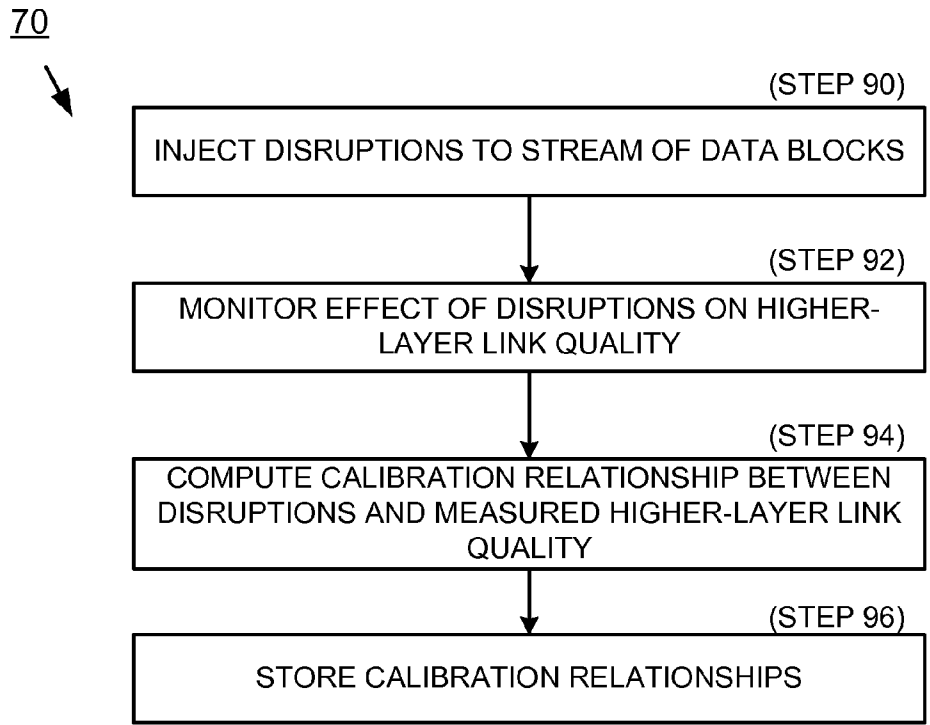 70
(STEP 90)
INJECT DISRUPTIONS TO STREAM OF DATA BLOCKS
(STEP 92)
MONITOR EFFECT OF DISRUPTIONS ON HIGHER-
LAYER LINK QUALITY
(STEP 94)
COMPUTE CALIBRATION RELATIONSHIP BETWEEN
DISRUPTIONS AND MEASURED HIGHER-LAYER LINK
QUALITY
(STEP 96)
STORE CALIBRATION RELATIONSHIPS